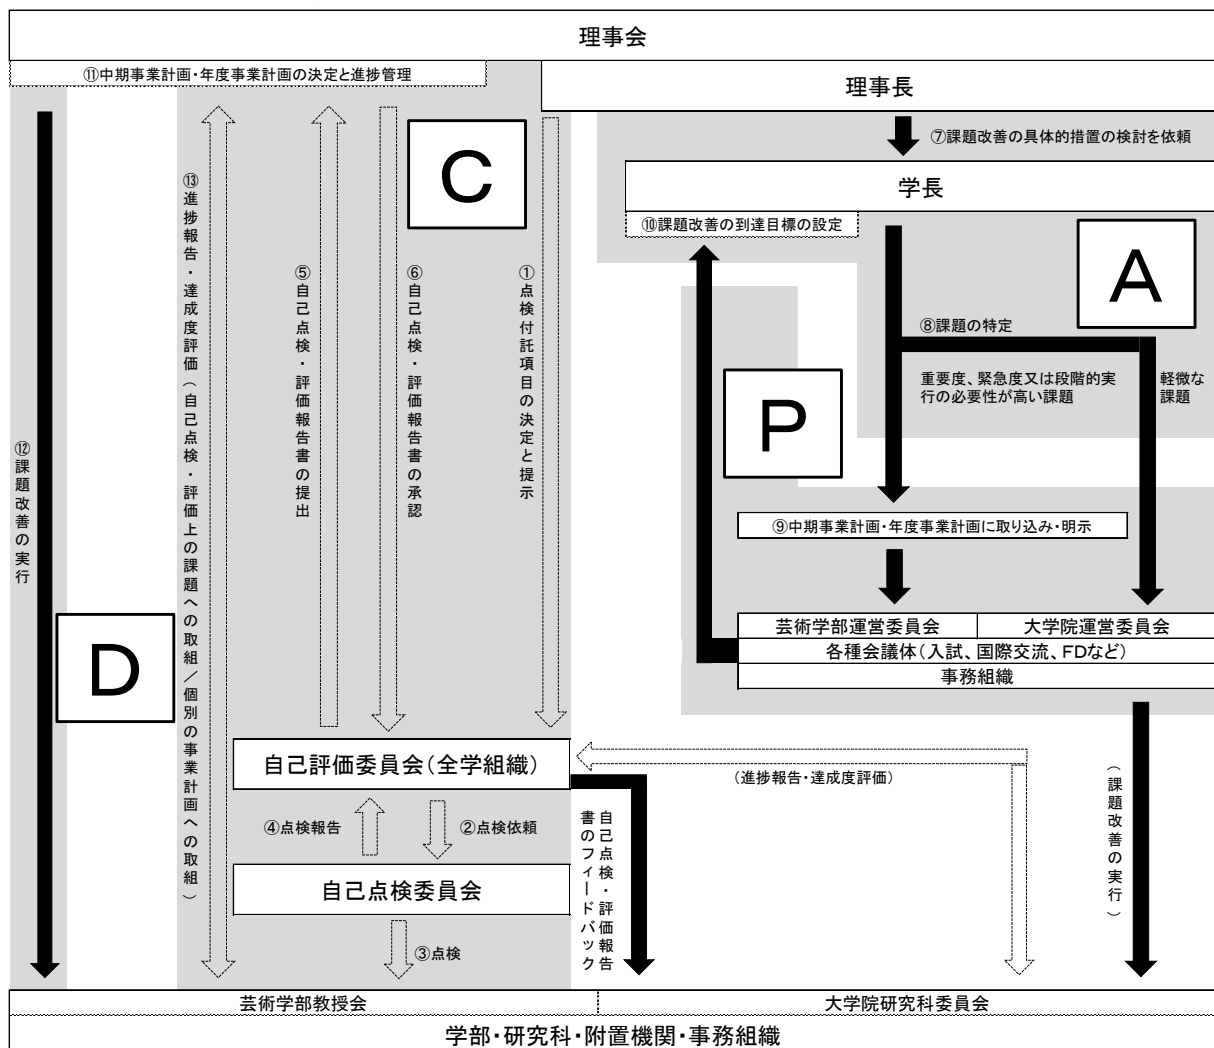 理事会
⑪中期事業計画・年度事業計画の決定と進捗管理
理事長
⑦課題改善の具体的措置の検討を依頼
学長
⑩課題改善の到達目標の設定
C
A
⑧課題の特定
重要度、緊急度又は段階的実
行の必要性が高い課題
軽微な
課題
P
⑨中期事業計画・年度事業計画に取り込み・明示
芸術学部運営委員会
大学院運営委員会
各種会議体（入試、国際交流、FDなど）
事務組織
⑬進捗報告・達成度評価（自己点検・評価上の課題への取組／個別の事業計画への取組）
⑤自己点検・評価報告書の提出
⑥自己点検・評価報告書の承認
①点検付託項目の決定と提示
⑫課題改善の実行
D
自己評価委員会（全学組織）
（進捗報告・達成度評価）
④点検報告
②点検依頼
自己点検・評価報告
書のフィードバック
（課題改善の実行）
自己点検委員会
③点検
芸術学部教授会
大学院研究科委員会
学部・研究科・附置機関・事務組織